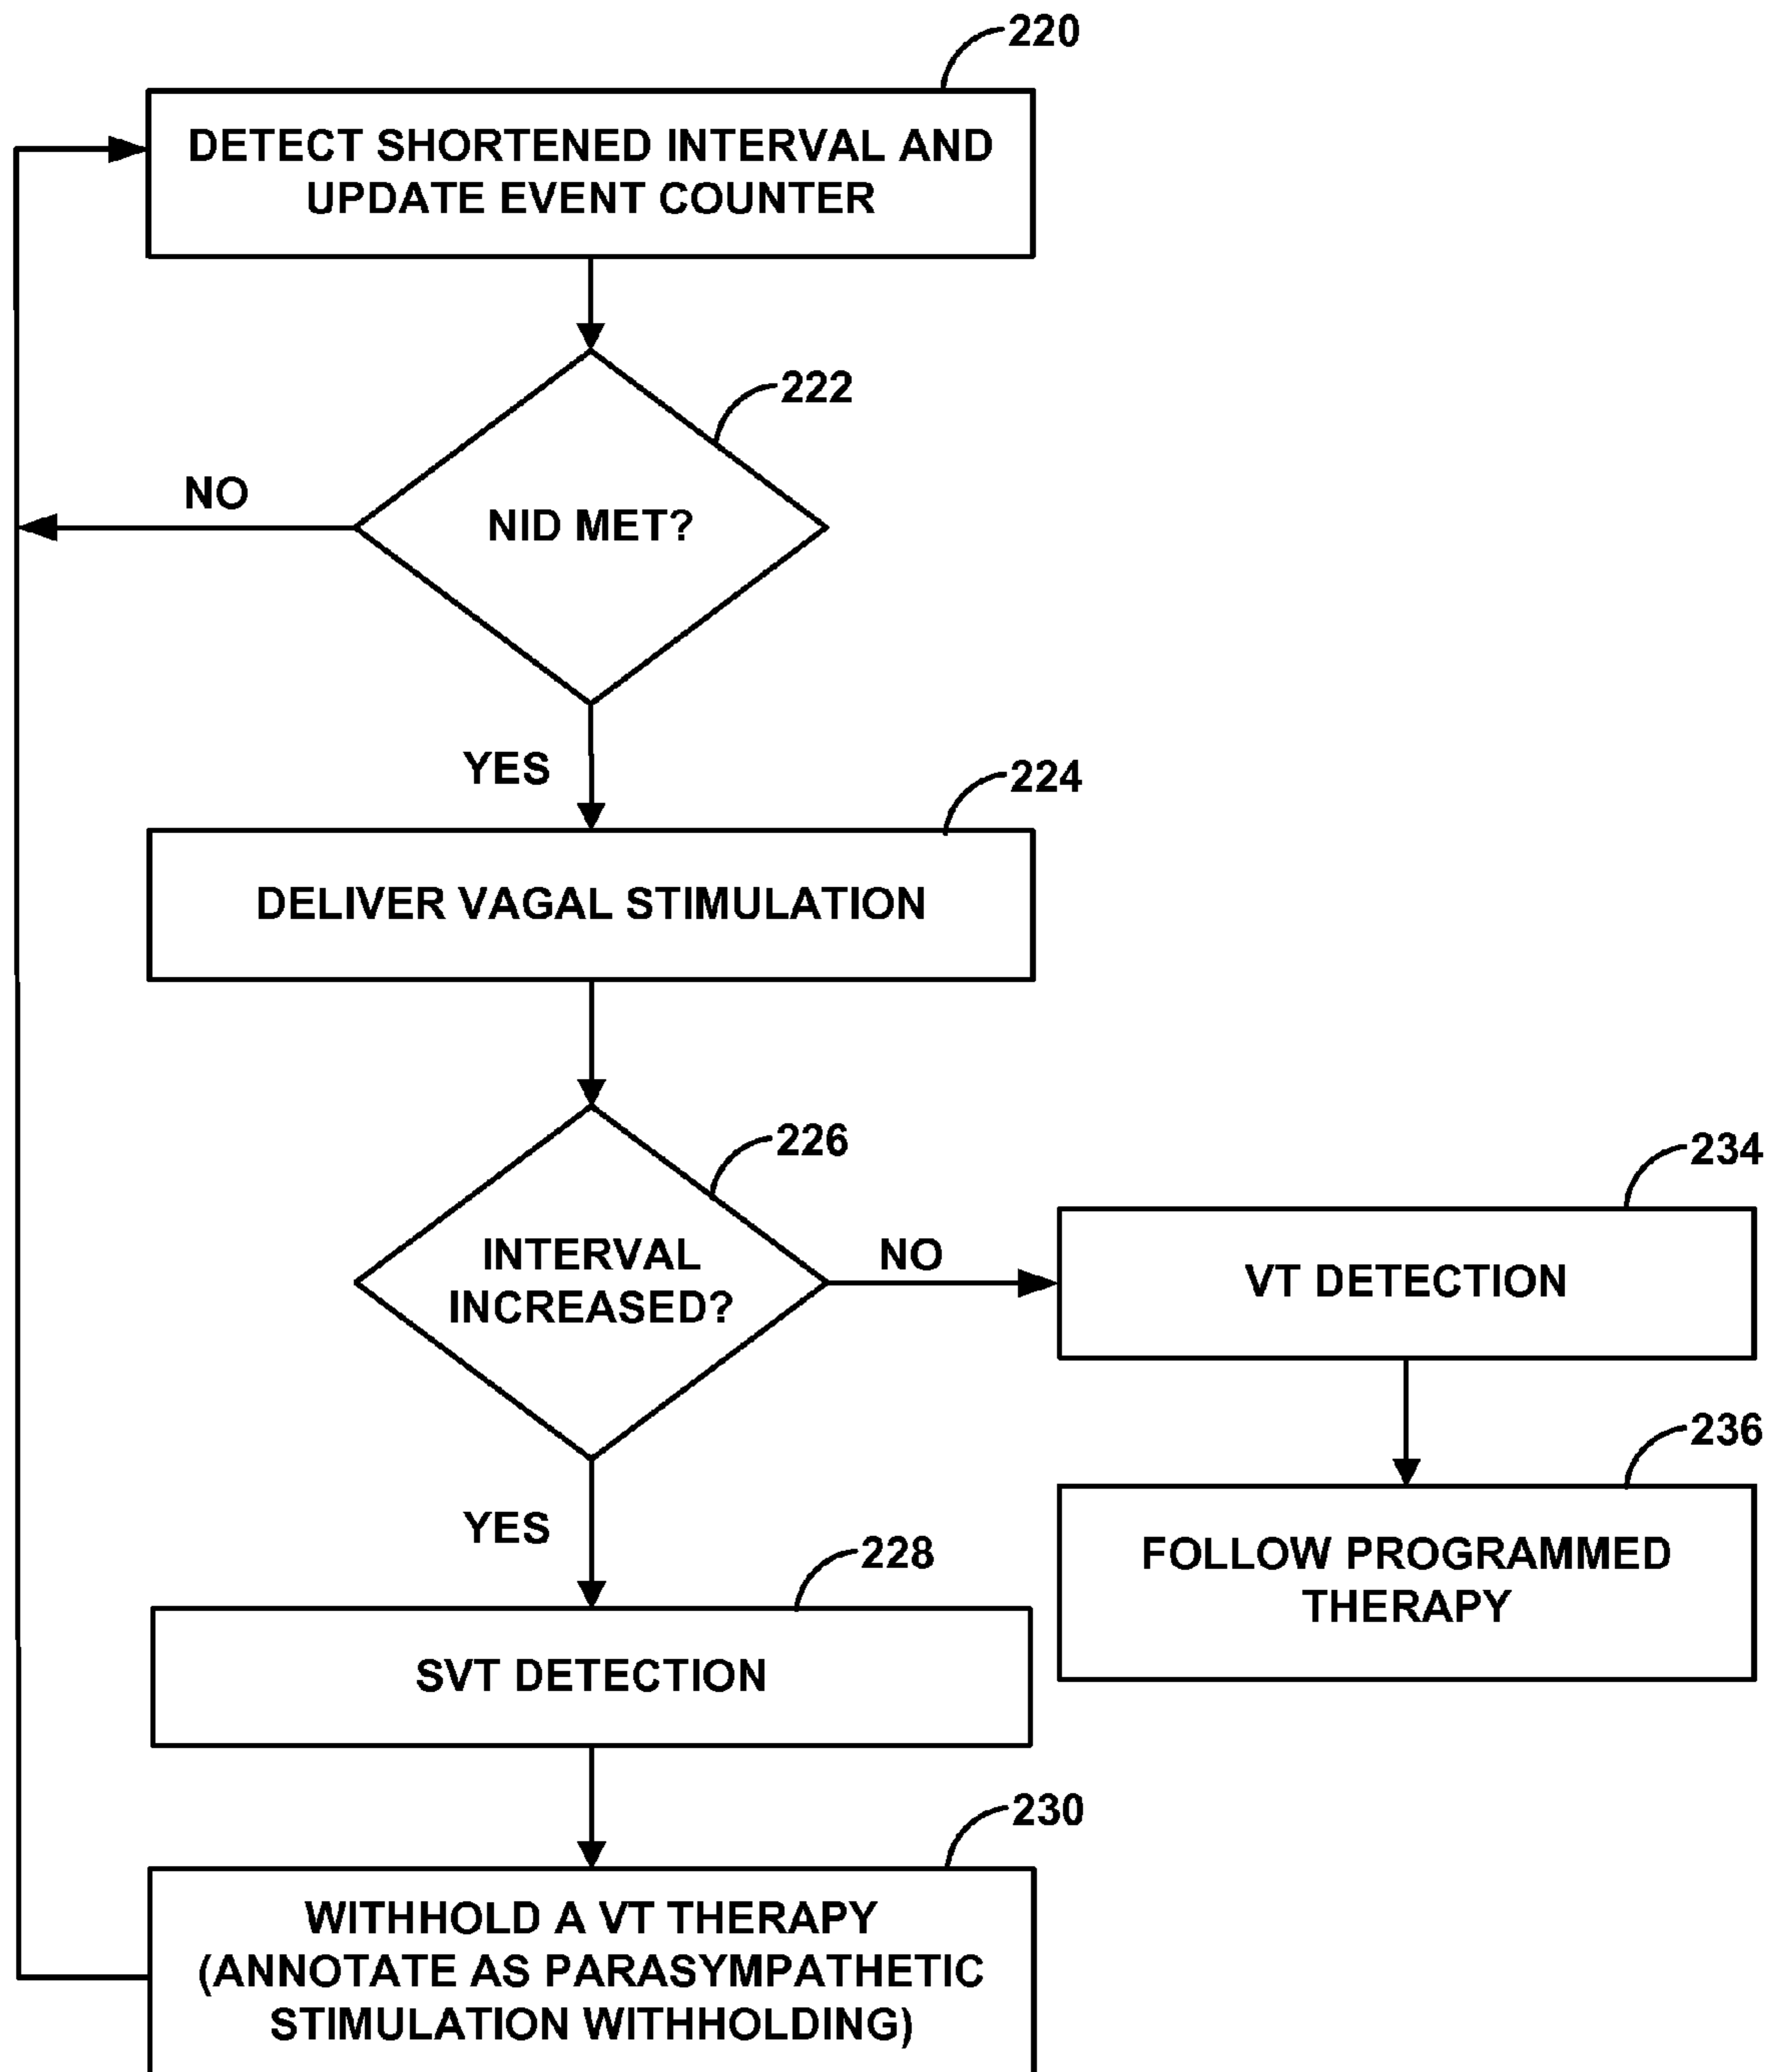 220
DETECT SHORTENED INTERVAL AND
UPDATE EVENT COUNTER
222
NO
NID MET?
YES
224
DELIVER VAGAL STIMULATION
226
234
INTERVAL
INCREASED?
NO
VT DETECTION
236
YES
FOLLOW PROGRAMMED
THERAPY
228
SVT DETECTION
230
WITHHOLD A VT THERAPY
(ANNOTATE AS PARASYMPATHETIC
STIMULATION WITHHOLDING)